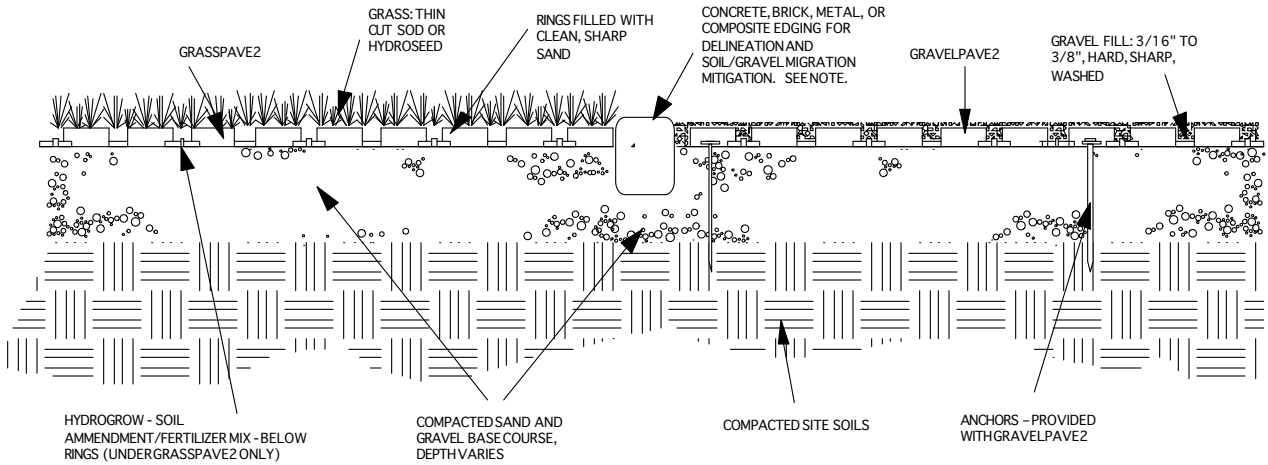 GRASSPAVE2
GRASS: THIN
CUT SOD OR
HYDROSEED
RINGS FILLED WITH
CLEAN, SHARP
SAND
CONCRETE, BRICK, METAL, OR
COMPOSITE EDGING FOR
DELINEATION AND
SOIL/GRAVEL MIGRATION
MITIGATION. SEE NOTE.
GRAVELPAVE2
GRAVEL FILL: 3/16" TO
3/8", HARD, SHARP,
WASHED
HYDROGROW - SOIL
AMMENDMENT/FERTILIZER MIX - BELOW
RINGS (UNDER GRASSPAVE2 ONLY)
COMPACTED SAND AND
GRAVEL BASE COURSE,
DEPTH VARIES
COMPACTED SITE SOILS
ANCHORS – PROVIDED
WITH GRAVELPAVE2